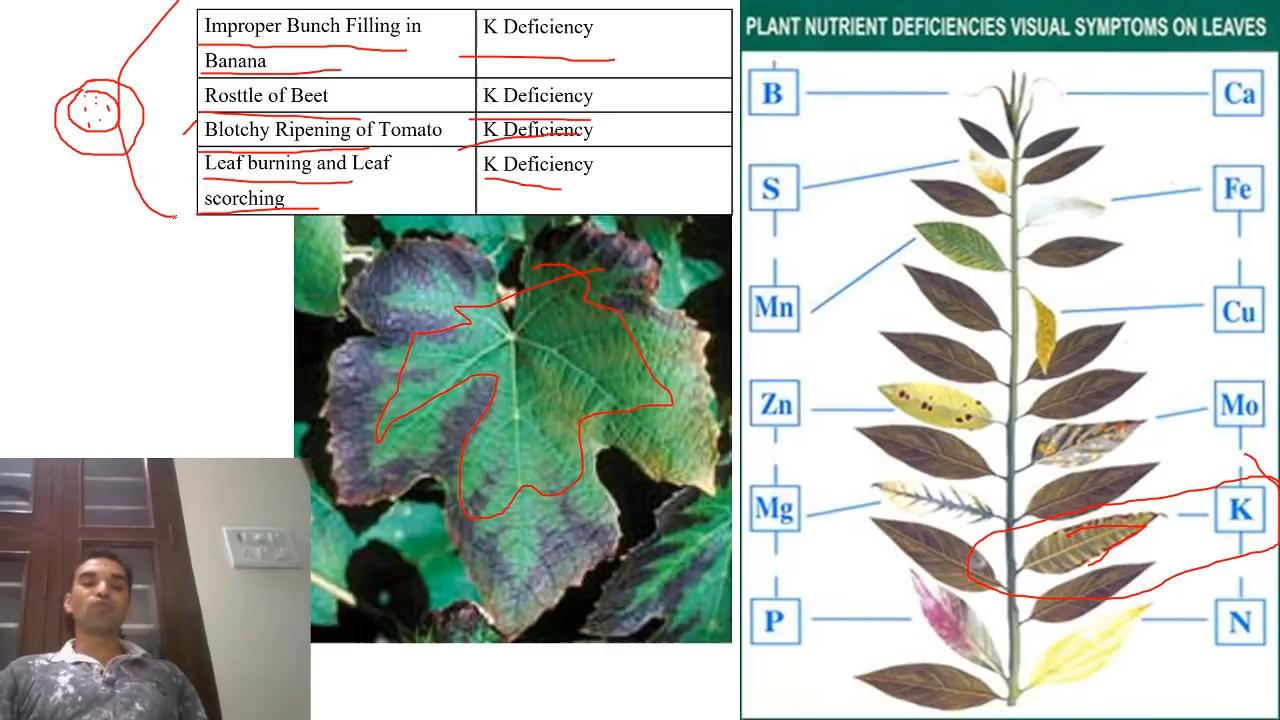 Improper Bunch Filling in Banana K Deficiency
Rosttle of Beet K Deficiency
Blotchy Ripening of Tomato K Deficiency
Leaf burning and Leaf scorching K Deficiency
PLANT NUTRIENT DEFICIENCIES VISUAL SYMPTOMS ON LEAVES
B Ca
S Fe
Mn Cu
Zn Mo
Mg K
P N